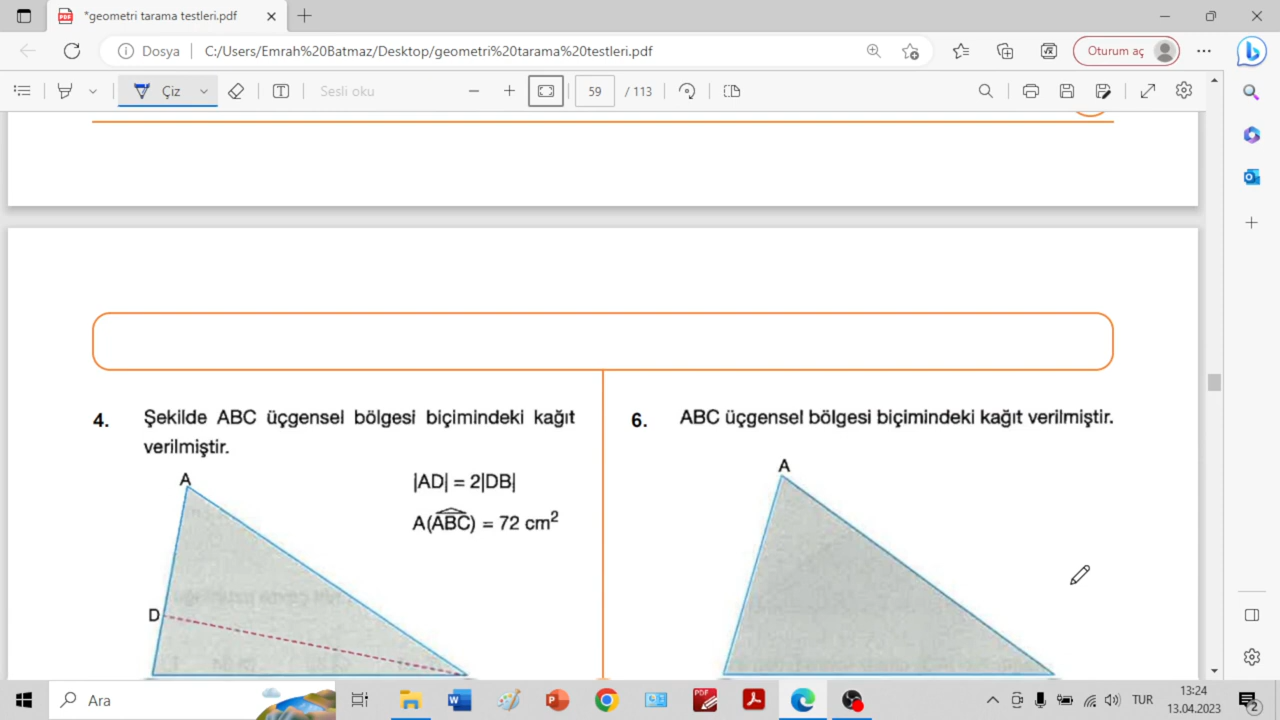 *geometri tarama testleri.pdf
Dosya
C:/Users/Emrah%20Batmaz/Desktop/geometri%20tarama%20testleri.pdf
Oturum aç
Çiz
Sesli oku
59
/ 113
4. Şekilde ABC üçgensel bölgesi biçimindeki kağıt
verilmiştir.
A
|AD| = 2|DB|
A(ABC) = 72 cm²
D
6. ABC üçgensel bölgesi biçimindeki kağıt verilmiştir.
A
Ara
TUR
13:24
13.04.2023
2